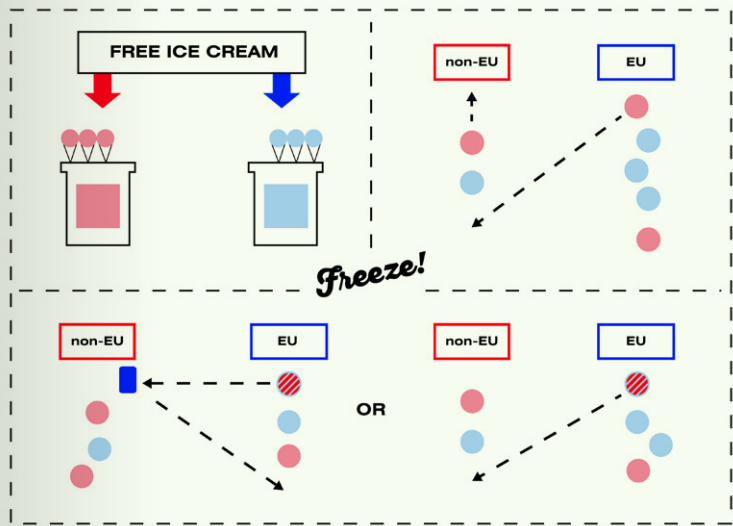 FREE ICE CREAM
non-EU
EU
Freeze!
non-EU
EU
OR
non-EU
EU